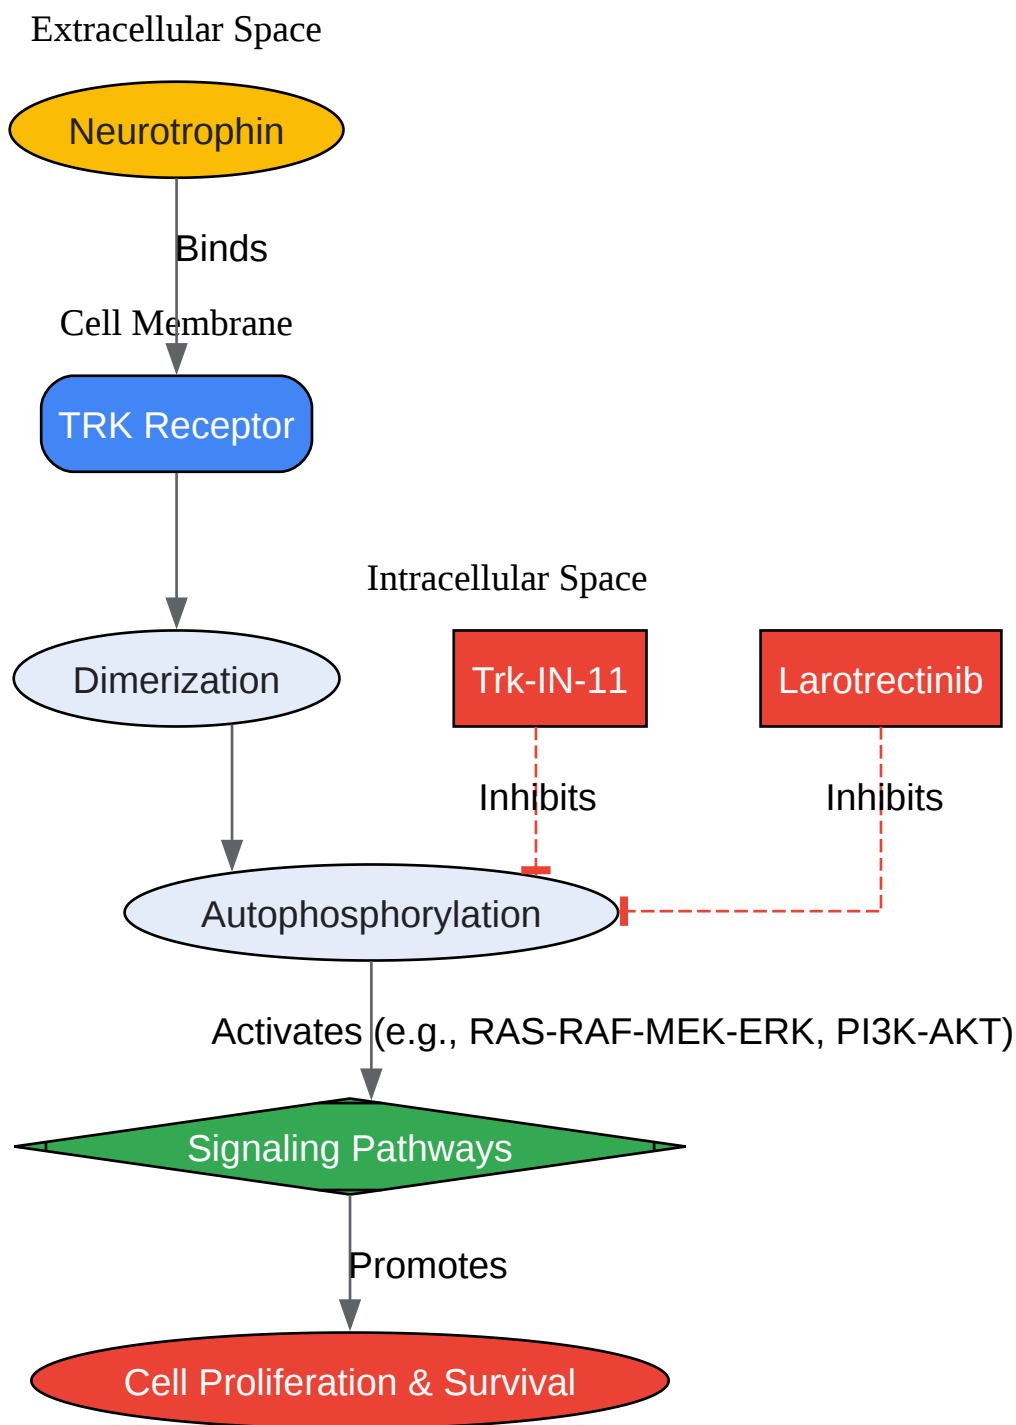 Extracellular Space
Neurotrophin
Binds
Cell Membrane
TRK Receptor
Intracellular Space
Dimerization
Trk-IN-11
Larotrectinib
Inhibits
Inhibits
Autophosphorylation
Activates (e.g., RAS-RAF-MEK-ERK, PI3K-AKT)
Signaling Pathways
Promotes
Cell Proliferation & Survival